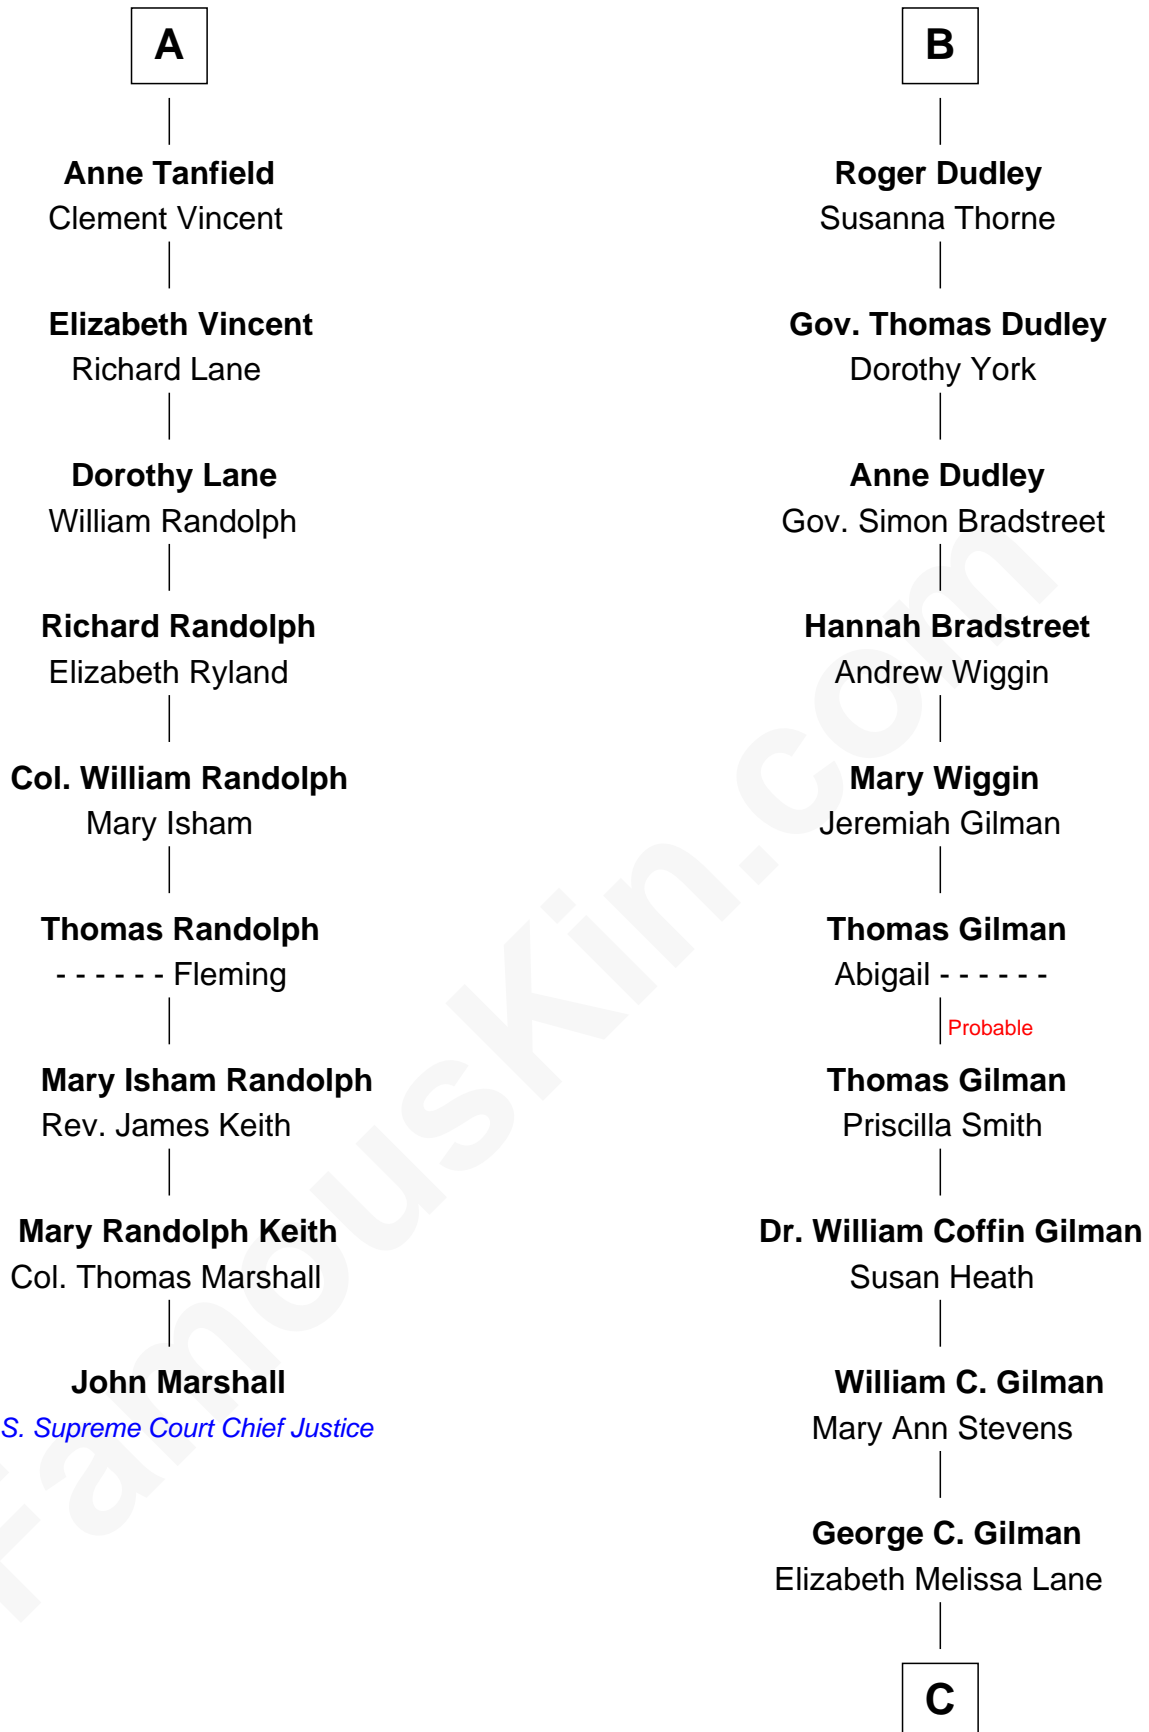 A
Anne Tanfield
Clement Vincent
Elizabeth Vincent
Richard Lane
Dorothy Lane
William Randolph
Richard Randolph
Elizabeth Ryland
Col. William Randolph
Mary Isham
Thomas Randolph
- - - - - - Fleming
Mary Isham Randolph
Rev. James Keith
Mary Randolph Keith
Col. Thomas Marshall
John Marshall
S. Supreme Court Chief Justice
B
Roger Dudley
Susanna Thorne
Gov. Thomas Dudley
Dorothy York
Anne Dudley
Gov. Simon Bradstreet
Hannah Bradstreet
Andrew Wiggin
Mary Wiggin
Jeremiah Gilman
Thomas Gilman
Abigail - - - - - -
Probable
Thomas Gilman
Priscilla Smith
Dr. William Coffin Gilman
Susan Heath
William C. Gilman
Mary Ann Stevens
George C. Gilman
Elizabeth Melissa Lane
C
FamousKin.com